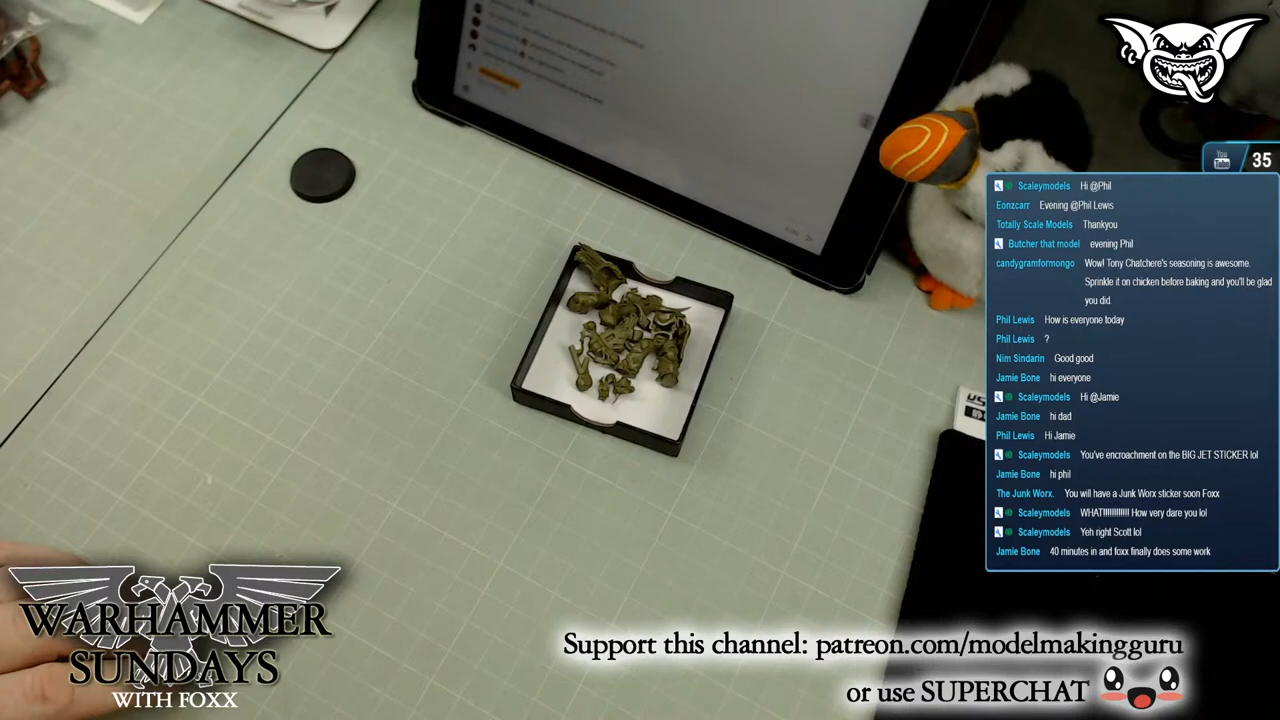 You
Tube
35
Scaleymodels Hi @Phil
Eonzcarr Evening @Phil Lewis
Totally Scale Models Thankyou
Butcher that model evening Phil
candygramformongo Wow! Tony Chatchere's seasoning is awesome.
Sprinkle it on chicken before baking and you'll be glad
you did.
Phil Lewis How is everyone today
Phil Lewis ?
Nim Sindarin Good good
Jamie Bone hi everyone
Scaleymodels Hi @Jamie
Jamie Bone hi dad
Phil Lewis Hi Jamie
Scaleymodels You've encroachment on the BIG JET STICKER lol
Jamie Bone hi phil
The Junk Worx. You will have a Junk Worx sticker soon Foxx
Scaleymodels WHAT!!!!!!!!!!!!! How very dare you lol
Scaleymodels Yeh right Scott lol
Jamie Bone 40 minutes in and foxx finally does some work
WARHAMMER
SUNDAYS
WITH FOXX
Support this channel: patreon.com/modelmakingguru
or use SUPERCHAT